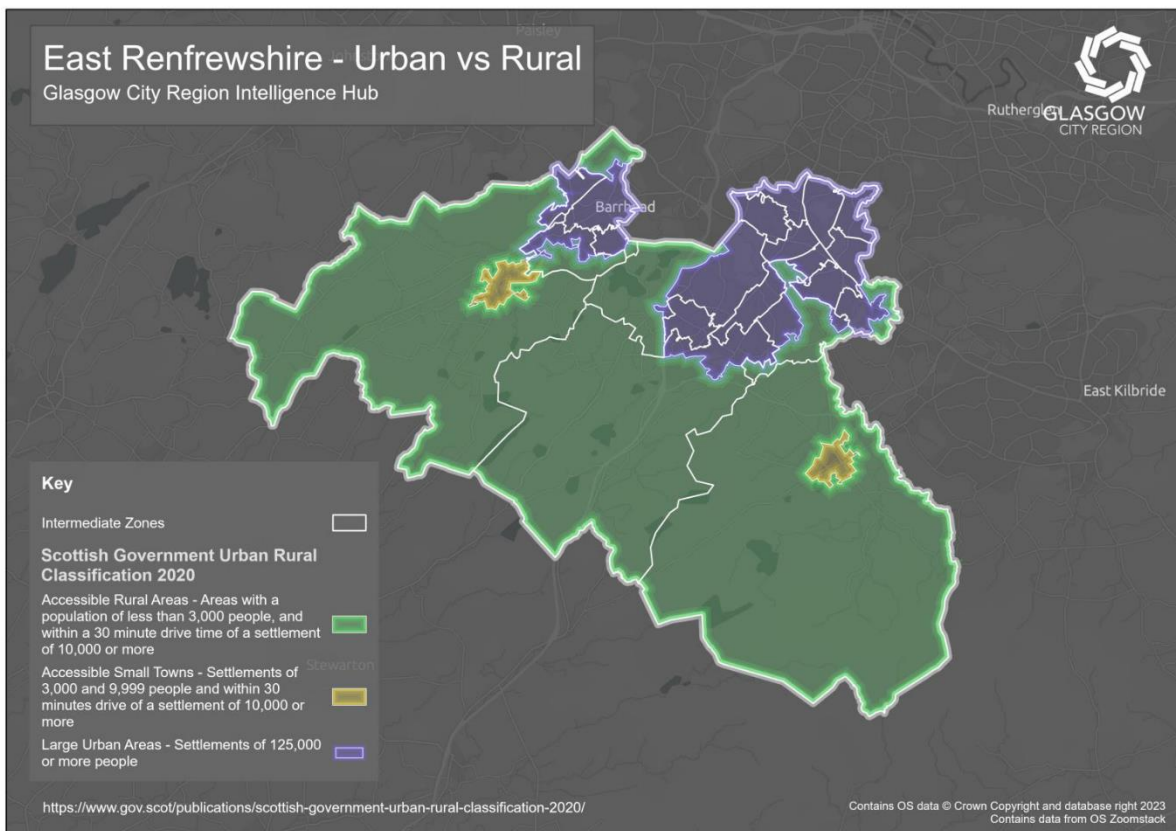 Paisley
East Renfrewshire - Urban vs Rural
Glasgow City Region Intelligence Hub
Rutherglen
GLASGOW
CITY REGION
Barrhead
East Kilbride
Key
Intermediate Zones
Scottish Government Urban Rural
Classification 2020
Accessible Rural Areas - Areas with a
population of less than 3,000 people, and
within a 30 minute drive time of a settlement
of 10,000 or more
Stewarton
Accessible Small Towns - Settlements of
3,000 and 9,999 people and within 30
minutes drive of a settlement of 10,000 or
more
Large Urban Areas - Settlements of 125,000
or more people
https://www.gov.scot/publications/scottish-government-urban-rural-classification-2020/
Contains OS data © Crown Copyright and database right 2023
Contains data from OS Zoomstack